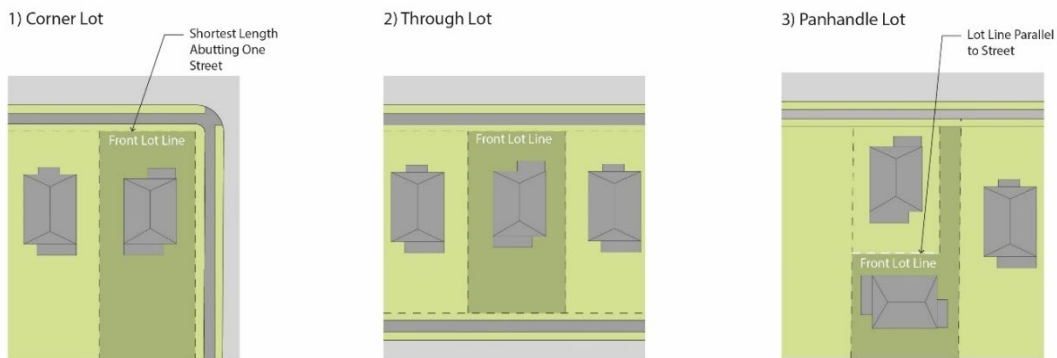 1) Corner Lot
Shortest Length
Abutting One
Street
Front Lot Line
2) Through Lot
Front Lot Line
3) Panhandle Lot
Lot Line Parallel
to Street
Front Lot Line